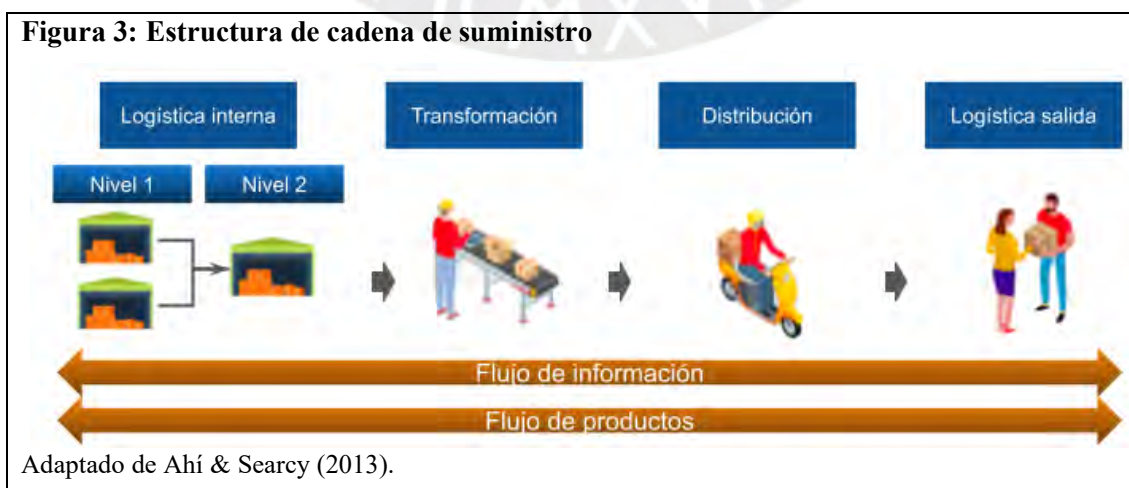 Figura 3: Estructura de cadena de suministro
Logística interna
Transformación
Distribución
Logística salida
Nivel 1
Nivel 2
Flujo de información
Flujo de productos
Adaptado de Ahí & Searcy (2013).